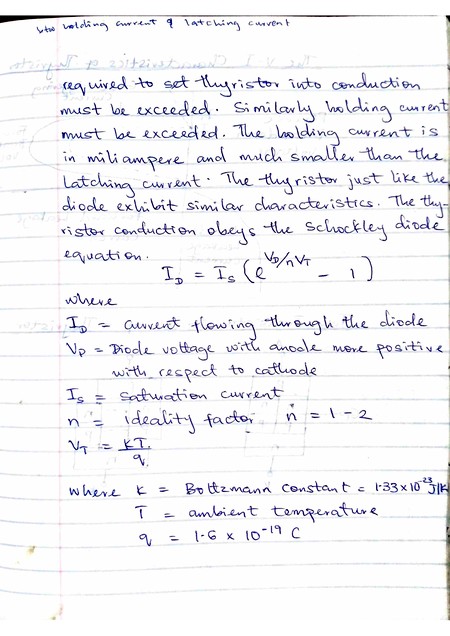 btw holding current & latching current
required to set thyristor into conduction
must be exceeded. Similarly holding current
must be exceeded. The holding current is
in miliampere and much smaller than the
Latching current. The thyristor just like the
diode exhibit similar characteristics. The thy-
ristor conduction obeys the Schockley diode
equation.
I_D = I_S (e^{V_D/nV_T} - 1)
where
I_D = current flowing through the diode
V_D = Diode voltage with anode more positive
with respect to cathode
I_S = saturation current
n = ideality factor n = 1 - 2
V_T = KT/q
where K = Boltzmann constant = 1.33 x 10^{-23} J/K
T = ambient temperature
q = 1.6 x 10^{-19} C